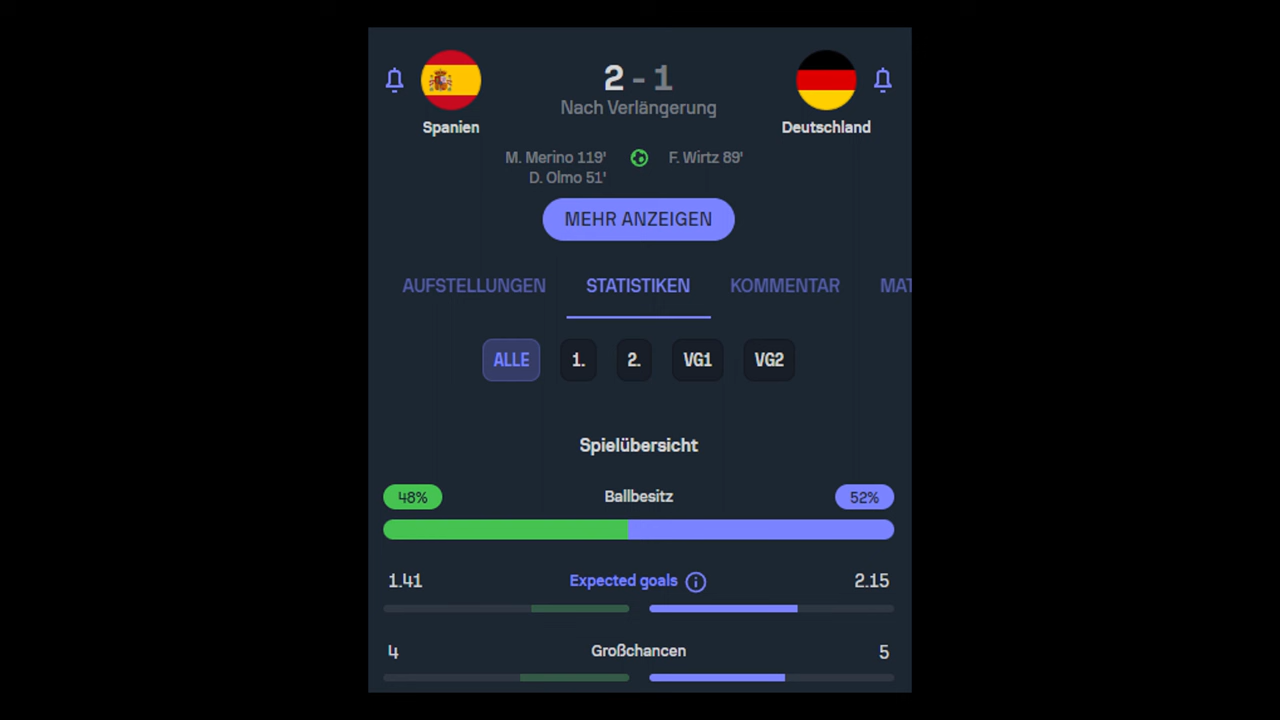 2 - 1
Nach Verlängerung
Spanien
Deutschland
M. Merino 119'
F. Wirtz 89'
D. Olmo 51'
MEHR ANZEIGEN
AUFSTELLUNGEN STATISTIKEN KOMMENTAR MAT
ALLE 1. 2. VG1 VG2
Spielübersicht
48% Ballbesitz 52%
1.41 Expected goals i 2.15
4 Großchancen 5